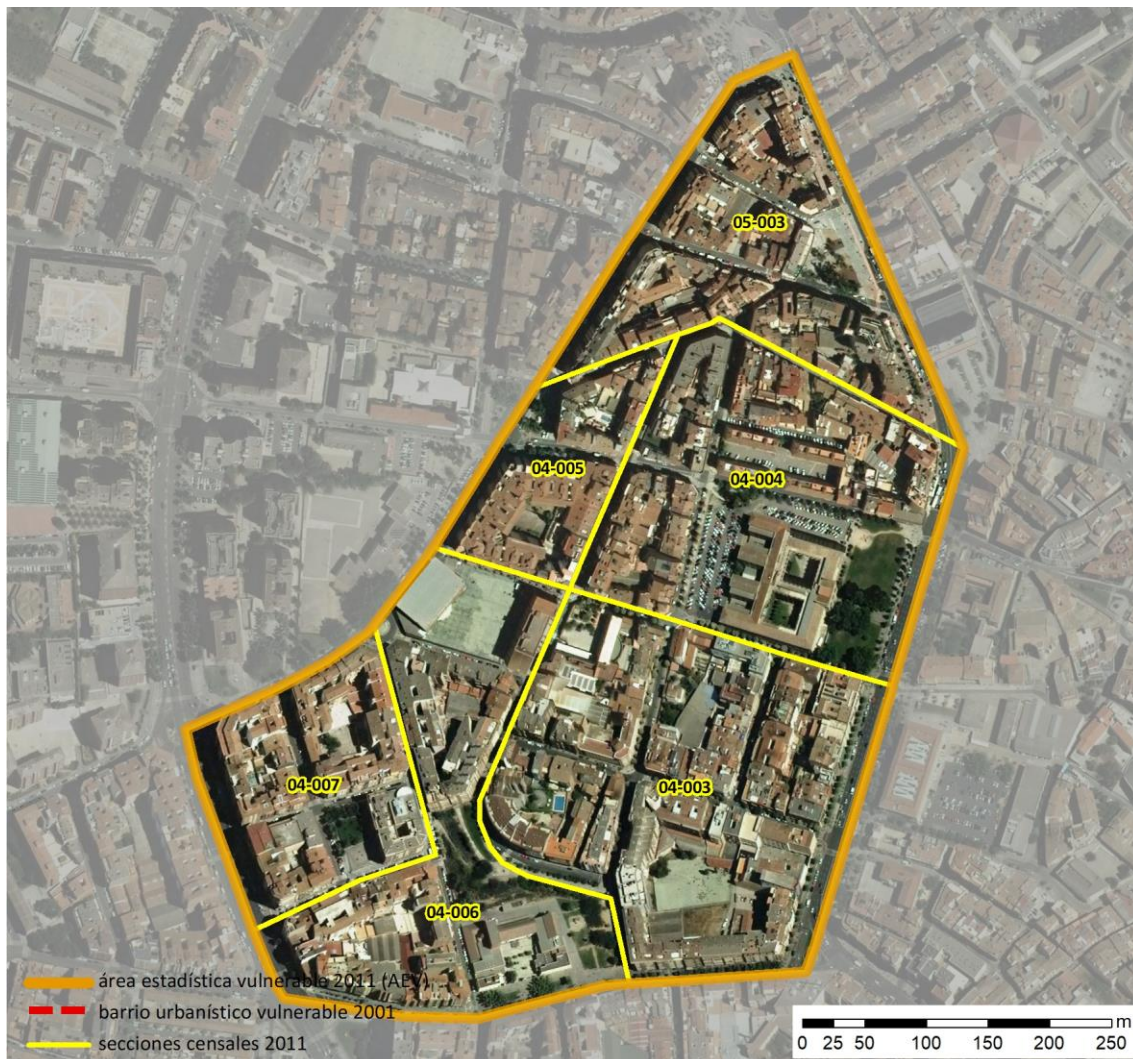 05-003
04-005
04-004
04-007
04-003
04-006
área estadística vulnerable 2011 (AEV)
barrio urbanístico vulnerable 2001
secciones censales 2011
0 25 50 100 150 200 250 m